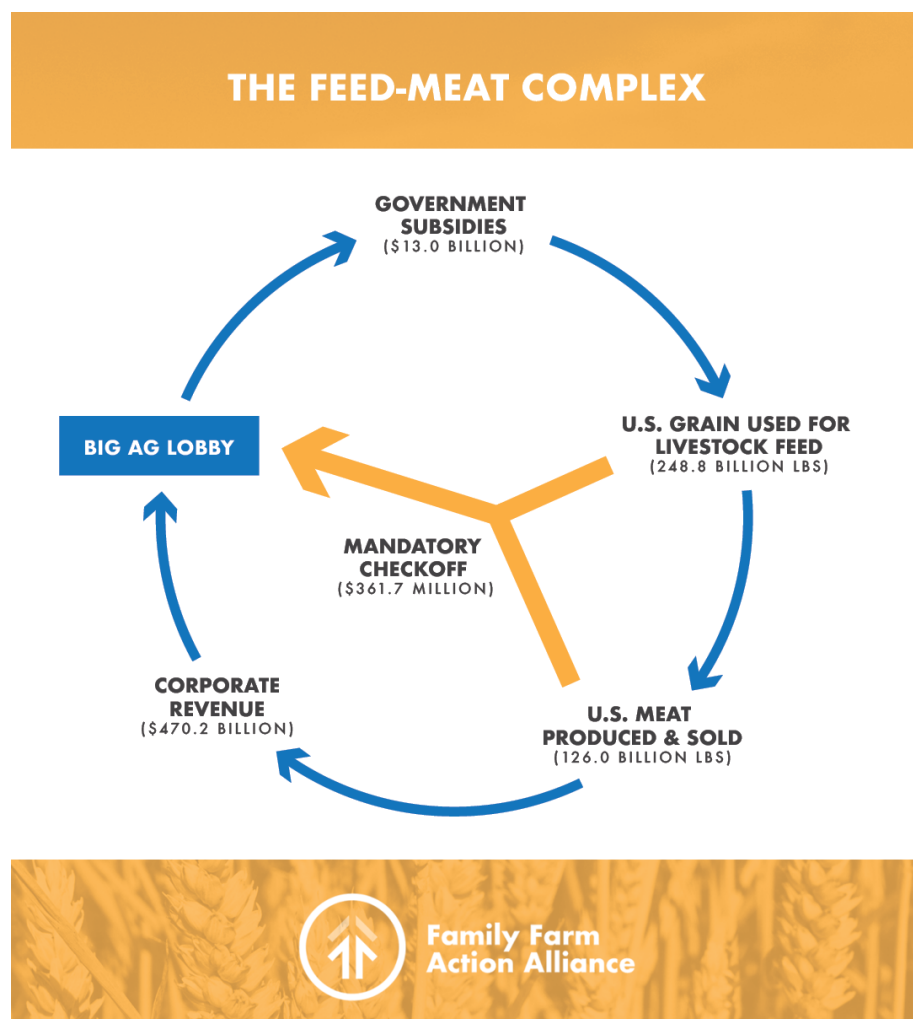 THE FEED-MEAT COMPLEX
GOVERNMENT
SUBSIDIES
($13.0 BILLION)
BIG AG LOBBY
U.S. GRAIN USED FOR
LIVESTOCK FEED
(248.8 BILLION LBS)
MANDATORY
CHECKOFF
($361.7 MILLION)
CORPORATE
REVENUE
($470.2 BILLION)
U.S. MEAT
PRODUCED & SOLD
(126.0 BILLION LBS)
Family Farm
Action Alliance